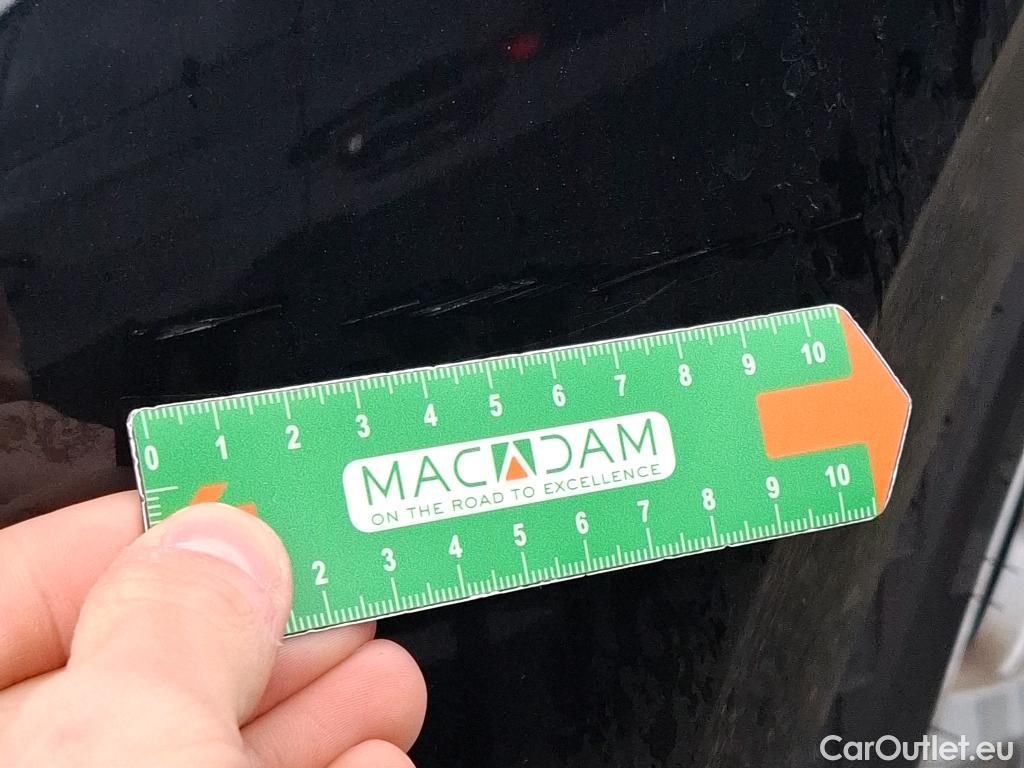 0 1 2 3 4 5 6 7 8 9 10
MACADAM
ON THE ROAD TO EXCELLENCE
2 3 4 5 6 7 8 9 10
CarOutlet.eu